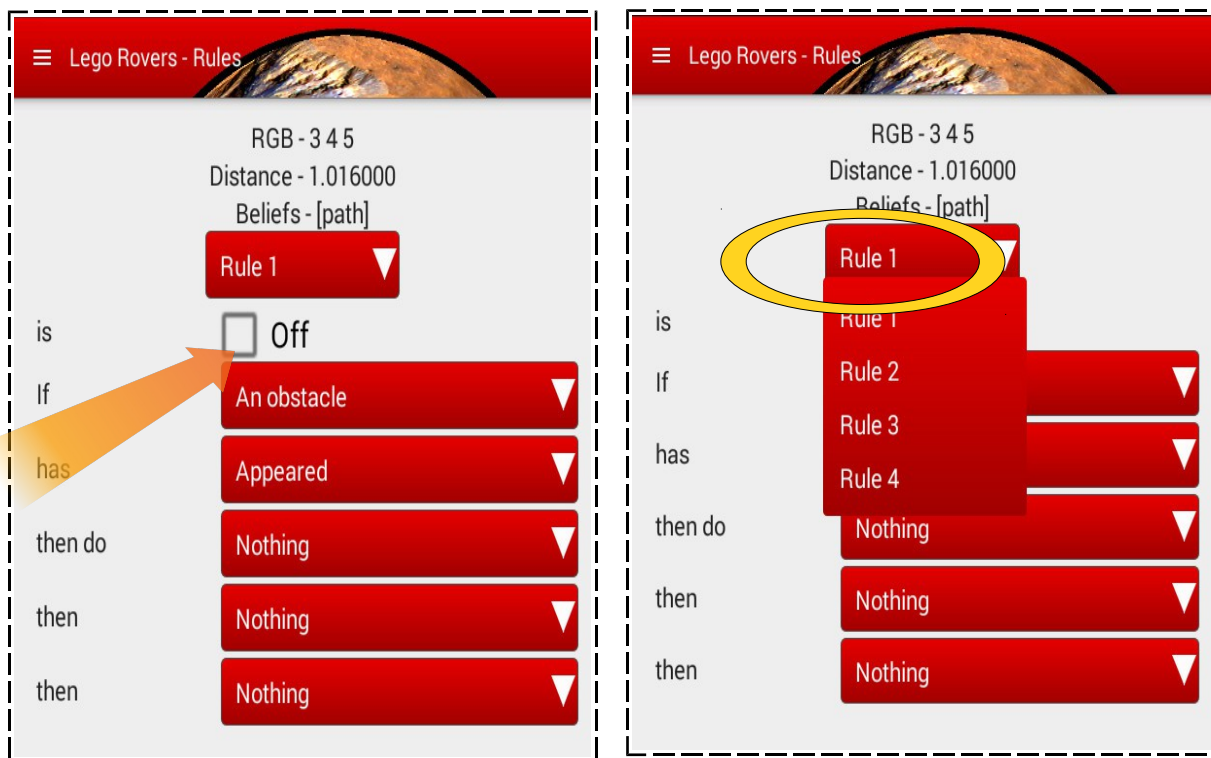 Lego Rovers - Rules
RGB - 3 4 5
Distance - 1.016000
Beliefs - [path]
Rule 1
is Off
If An obstacle
has Appeared
then do Nothing
then Nothing
then Nothing
Lego Rovers - Rules
RGB - 3 4 5
Distance - 1.016000
Beliefs - [path]
Rule 1
Rule 1
is
If Rule 2
Rule 3
has
Rule 4
then do Nothing
then Nothing
then Nothing